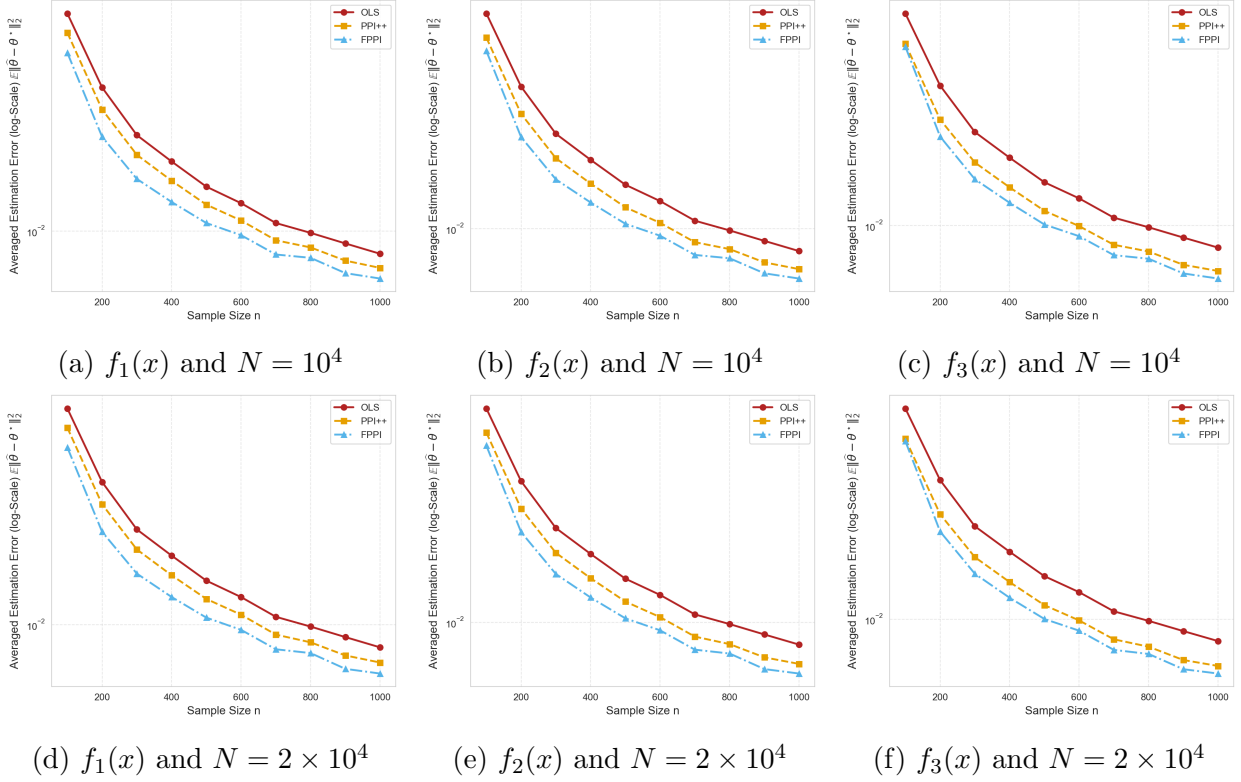 Averaged Estimation Error (log-Scale) 𝔼‖θ̂ − θ*‖₂²
10⁻²
OLS
PPI++
FPPI
200 400 600 800 1000
Sample Size n
(a) f₁(x) and N = 10⁴
Averaged Estimation Error (log-Scale) 𝔼‖θ̂ − θ*‖₂²
10⁻²
OLS
PPI++
FPPI
200 400 600 800 1000
Sample Size n
(b) f₂(x) and N = 10⁴
Averaged Estimation Error (log-Scale) 𝔼‖θ̂ − θ*‖₂²
10⁻²
OLS
PPI++
FPPI
200 400 600 800 1000
Sample Size n
(c) f₃(x) and N = 10⁴
Averaged Estimation Error (log-Scale) 𝔼‖θ̂ − θ*‖₂²
10⁻²
OLS
PPI++
FPPI
200 400 600 800 1000
Sample Size n
(d) f₁(x) and N = 2 × 10⁴
Averaged Estimation Error (log-Scale) 𝔼‖θ̂ − θ*‖₂²
10⁻²
OLS
PPI++
FPPI
200 400 600 800 1000
Sample Size n
(e) f₂(x) and N = 2 × 10⁴
Averaged Estimation Error (log-Scale) 𝔼‖θ̂ − θ*‖₂²
10⁻²
OLS
PPI++
FPPI
200 400 600 800 1000
Sample Size n
(f) f₃(x) and N = 2 × 10⁴